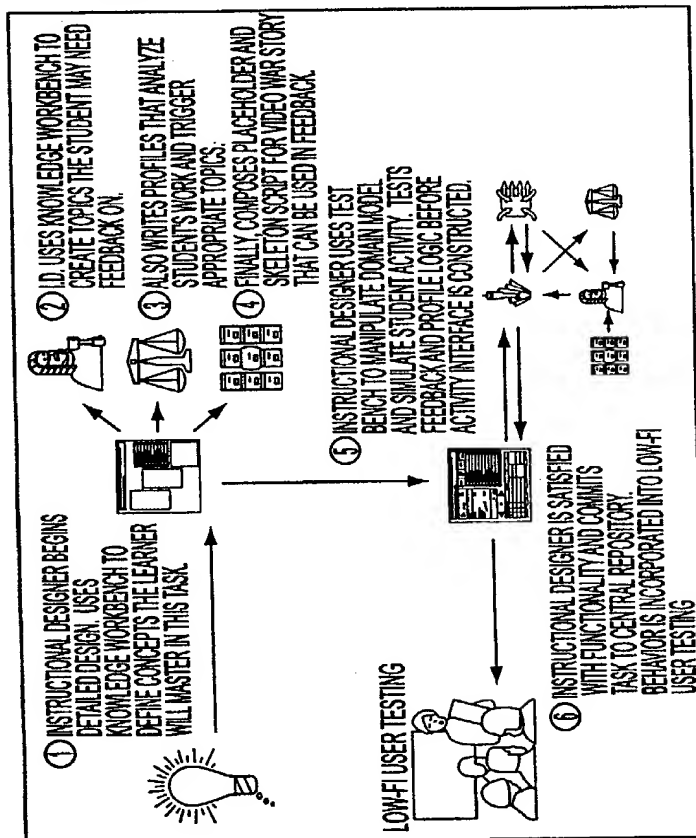 ① INSTRUCTIONAL DESIGNER BEGINS
DETAILED DESIGN. USES
KNOWLEDGE WORKBENCH TO
DEFINE CONCEPTS THE LEARNER
WILL MASTER IN THIS TASK.
② I.D. USES KNOWLEDGE WORKBENCH TO
CREATE TOPICS THE STUDENT MAY NEED
FEEDBACK ON.
③ ALSO WRITES PROFILES THAT ANALYZE
STUDENT'S WORK AND TRIGGER
APPROPRIATE TOPICS.
④ FINALLY, COMPOSES PLACEHOLDER AND
SKELETON SCRIPT FOR VIDEO WAR STORY
THAT CAN BE USED IN FEEDBACK.
⑤ INSTRUCTIONAL DESIGNER USES TEST
BENCH TO MANIPULATE DOMAIN MODEL
AND SIMULATE STUDENT ACTIVITY. TESTS
FEEDBACK AND PROFILE LOGIC BEFORE
ACTIVITY INTERFACE IS CONSTRUCTED.
LOW-FI USER TESTING
⑥ INSTRUCTIONAL DESIGNER IS SATISFIED
WITH FUNCTIONALITY AND COMMITS
TASK TO CENTRAL REPOSITORY.
BEHAVIOR IS INCORPORATED INTO LOW-FI
USER TESTING